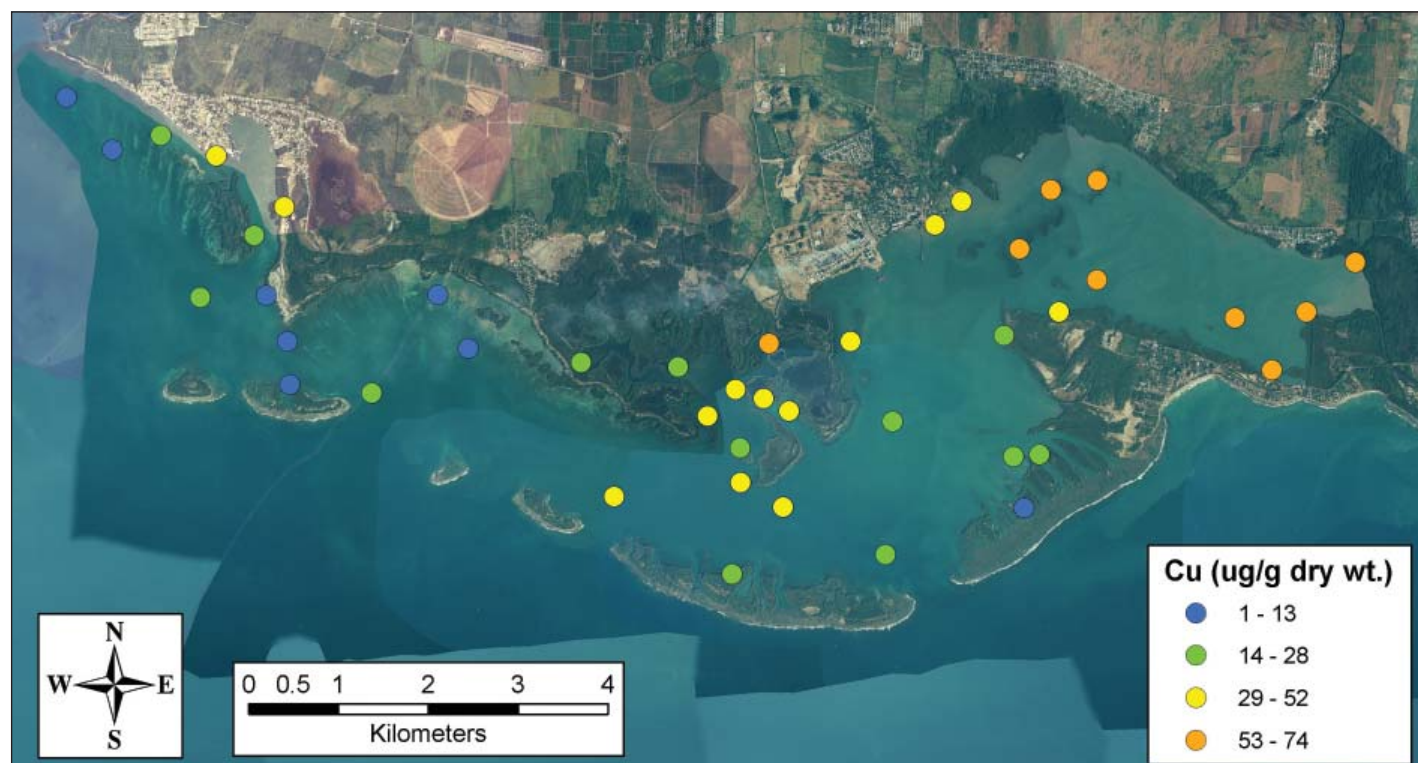 N
W E
S
0 0.5 1 2 3 4
Kilometers
Cu (ug/g dry wt.)
1 - 13
14 - 28
29 - 52
53 - 74